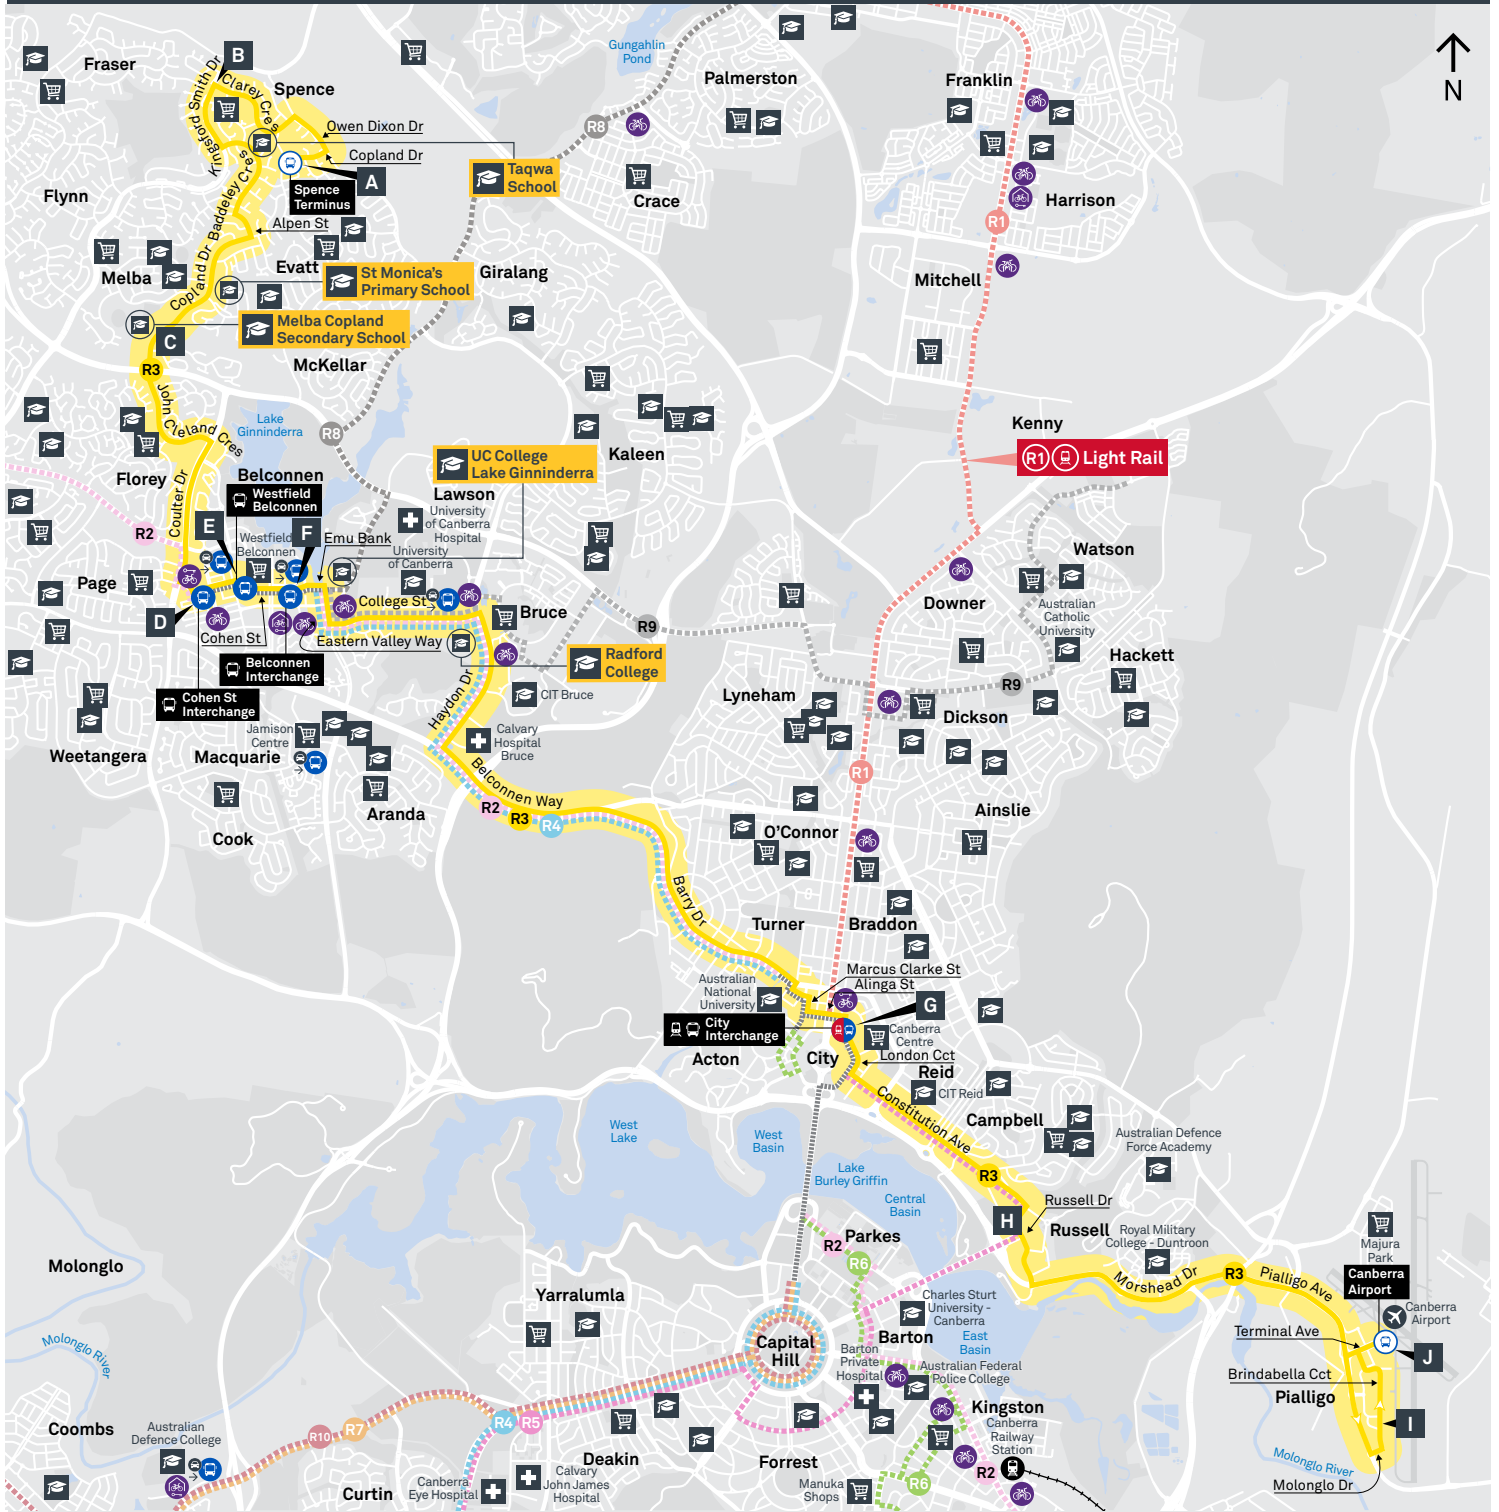 Fraser
B
Kingsford Smith Dr
Clarey Cres
Spence
Owen Dixon Dr
Copland Dr
A
Spence
Terminus
Flynn
Baddeley Cres
Alpen St
Melba
Evatt
Copland Dr
Taqwa
School
St Monica's
Primary School
Melba Copland
Secondary School
C
R3
McKellar
Giralang
Gungahlin
Pond
Palmerston
R8
Crace
Franklin
Harrison
R1
Mitchell
N
John Cleland Cres
Lake
Ginninderra
R8
Florey
Coulter Dr
Belconnen
Westfield
Belconnen
UC College
Lake Ginninderra
Lawson
University
of Canberra
Hospital
Kaleen
Kenny
R1 Light Rail
R2
E
Westfield
Belconnen
F
Emu Bank
University
of Canberra
Page
D
College St
Bruce
Cohen St
Eastern Valley Way
Belconnen
Interchange
Cohen St
Interchange
Radford
College
R9
Haydon Dr
CIT Bruce
Calvary
Hospital
Bruce
Jamison
Centre
Weetangera
Macquarie
Aranda
Cook
Belconnen Way
R2
R3
R4
Watson
Downer
Australian
Catholic
University
Hackett
R9
Lyneham
Dickson
R1
Ainslie
O'Connor
Barry Dr
Turner
Braddon
Marcus Clarke St
Alinga St
Australian
National
University
G
City
Interchange
Canberra
Centre
Acton
City
London Cct
Reid
CIT Reid
Constitution Ave
Campbell
Australian Defence
Force Academy
West
Lake
West
Basin
Lake
Burley Griffin
Central
Basin
R3
Russell Dr
H
Russell
Royal Military
College - Duntroon
Morshead Dr
R3
Pialligo Ave
Majura
Park
Canberra
Airport
Canberra
Airport
Terminal Ave
J
Brindabella Cct
Pialligo
I
Molonglo River
Molonglo Dr
Parkes
R2
R6
Molonglo
Molonglo River
Yarralumla
Capital
Hill
Charles Sturt
University -
Canberra
Barton
East
Basin
Barton
Private
Hospital
Australian Federal
Police College
Kingston
Canberra
Railway
Station
R2
R6
Coombs
Australian
Defence College
R10
R7
R4
R5
Deakin
Forrest
Manuka
Shops
Curtin
Canberra
Eye Hospital
Calvary
John James
Hospital